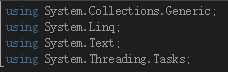 using System.Collections.Generic;
using System.Linq;
using System.Text;
using System.Threading.Tasks;